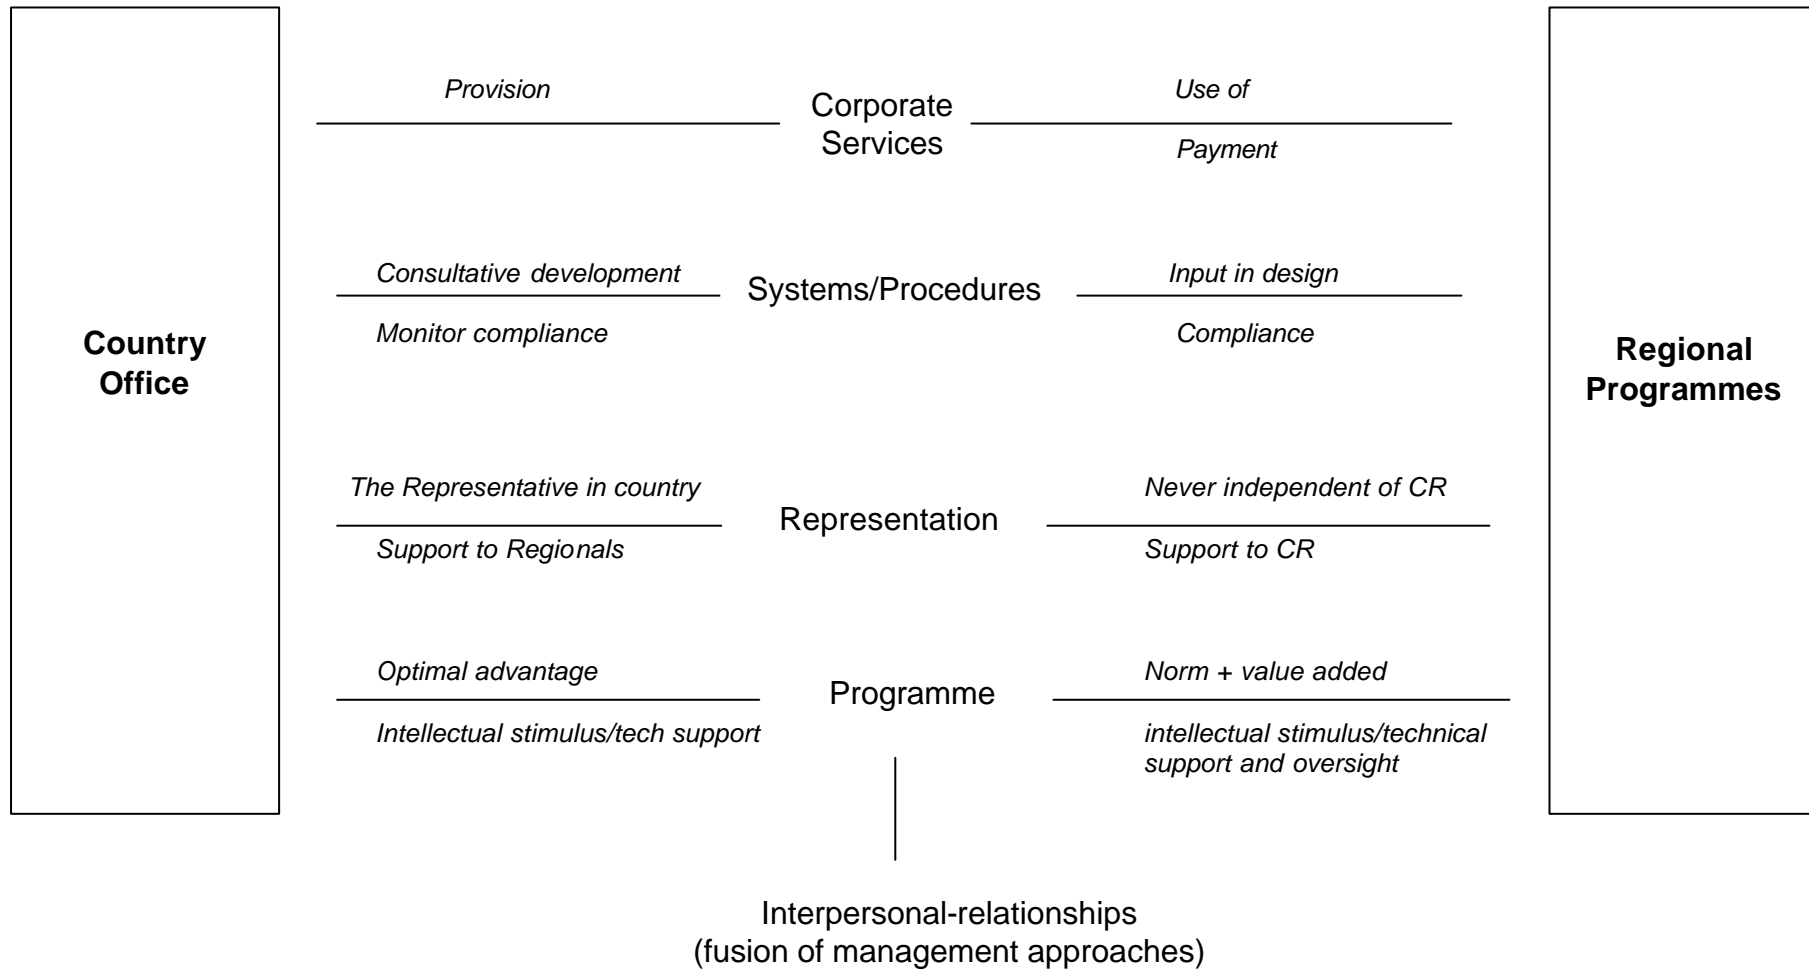 Provision
Corporate
Services
Use of
Payment
Consultative development
Systems/Procedures
Input in design
Monitor compliance
Compliance
Country
Office
Regional
Programmes
The Representative in country
Representation
Never independent of CR
Support to Regionals
Support to CR
Optimal advantage
Programme
Norm + value added
Intellectual stimulus/tech support
intellectual stimulus/technical
support and oversight
Interpersonal-relationships
(fusion of management approaches)